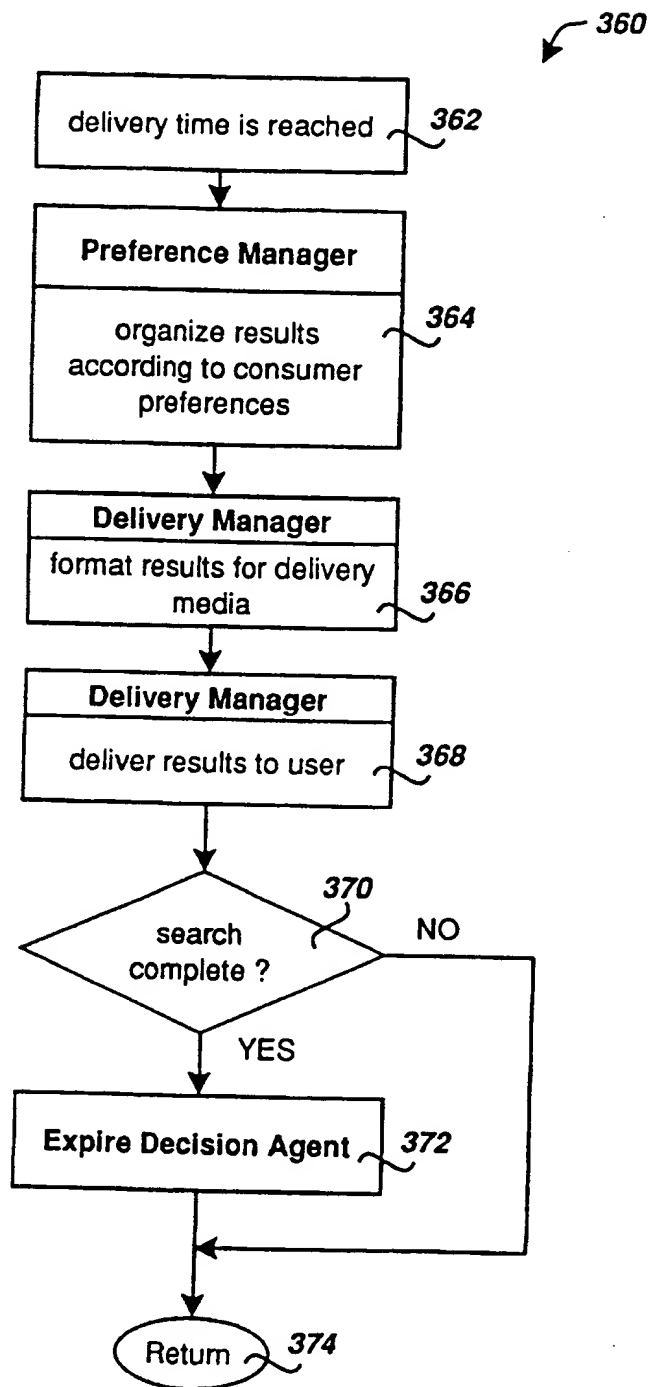 360
delivery time is reached
362
Preference Manager
organize results
according to consumer
preferences
364
Delivery Manager
format results for delivery
media
366
Delivery Manager
deliver results to user
368
370
search
complete ?
NO
YES
Expire Decision Agent
372
Return
374